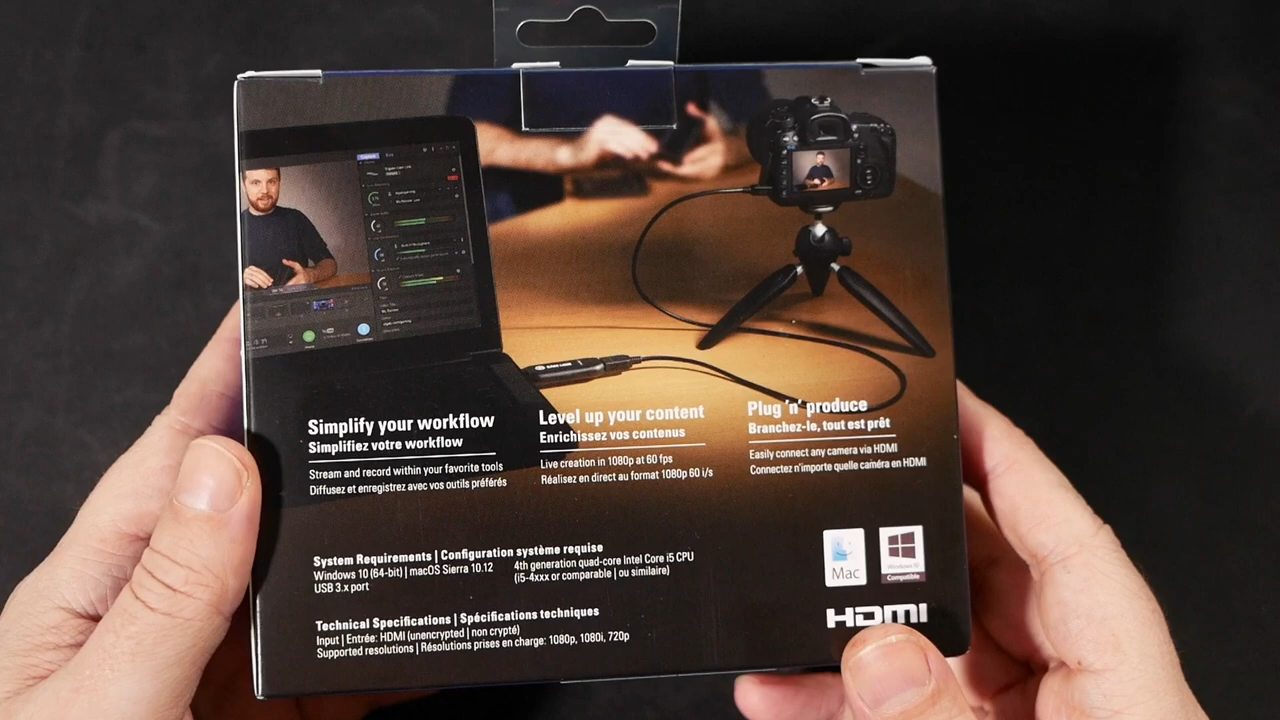 Simplify your workflow
Simplifiez votre workflow
Stream and record within your favorite tools
Diffusez et enregistrez avec vos outils préférés
Level up your content
Enrichissez vos contenus
Live creation in 1080p at 60 fps
Réalisez en direct au format 1080p 60 i/s
Plug 'n' produce
Branchez-le, tout est prêt
Easily connect any camera via HDMI
Connectez n'importe quelle caméra en HDMI
System Requirements | Configuration système requise
Windows 10 (64-bit) | macOS Sierra 10.12
USB 3.x port
4th generation quad-core Intel Core i5 CPU
(i5-4xxx or comparable | ou similaire)
Technical Specifications | Spécifications techniques
Input | Entrée: HDMI (unencrypted | non crypté)
Supported resolutions | Résolutions prises en charge: 1080p, 1080i, 720p
Mac
Windows 10
Compatible
HDMI